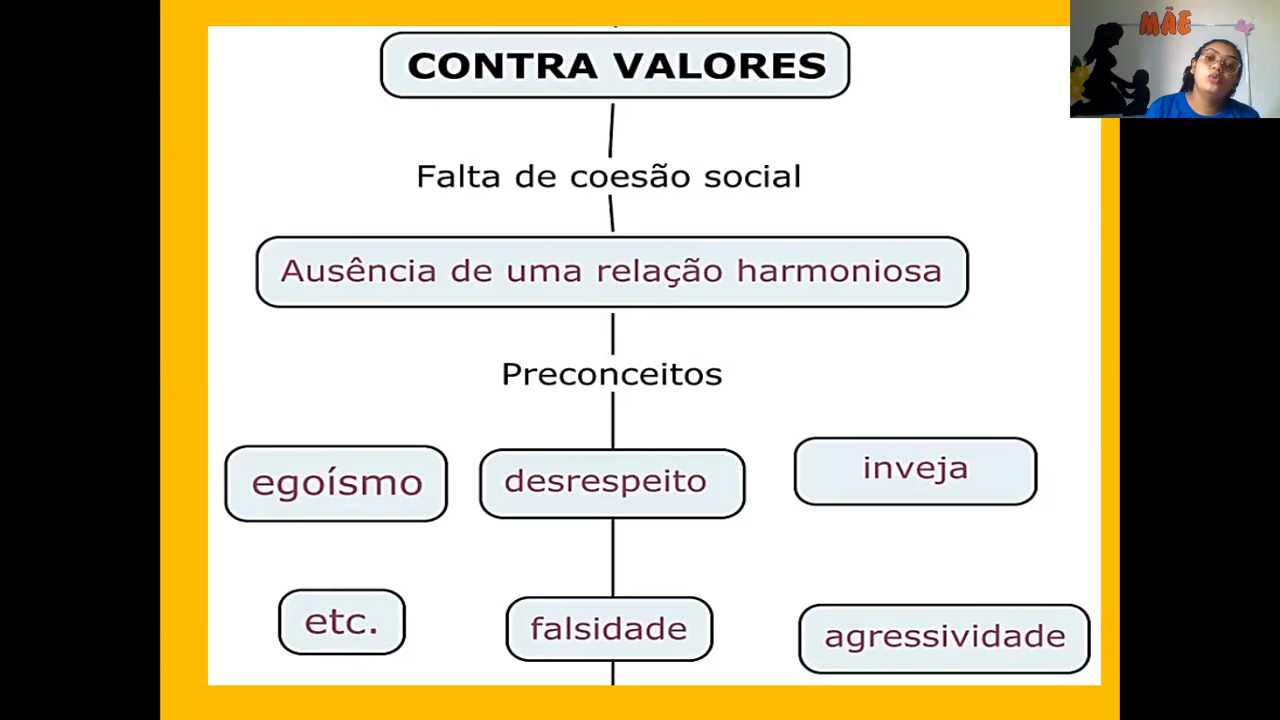 CONTRA VALORES
MÃE
Falta de coesão social
Ausência de uma relação harmoniosa
Preconceitos
egoísmo
desrespeito
inveja
etc.
falsidade
agressividade